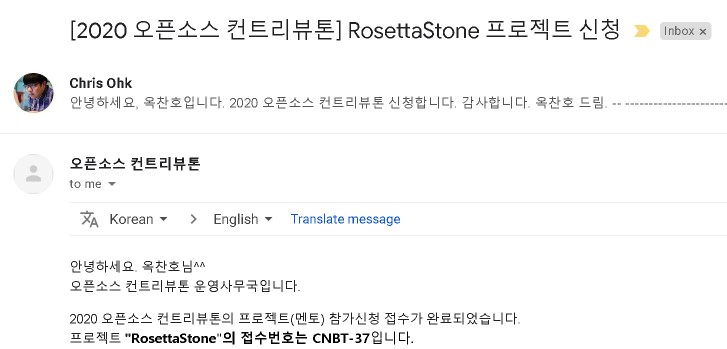 [2020 오픈소스 컨트리뷰톤] RosettaStone 프로젝트 신청 Inbox ×
Chris Ohk
안녕하세요, 옥찬호입니다. 2020 오픈소스 컨트리뷰톤 신청합니다. 감사합니다. 옥찬호 드림. -- ----------------------
오픈소스 컨트리뷰톤
to me
Korean > English Translate message
안녕하세요. 옥찬호님^^
오픈소스 컨트리뷰톤 운영사무국입니다.
2020 오픈소스 컨트리뷰톤의 프로젝트(멘토) 참가신청 접수가 완료되었습니다.
프로젝트 "RosettaStone"의 접수번호는 CNBT-37입니다.